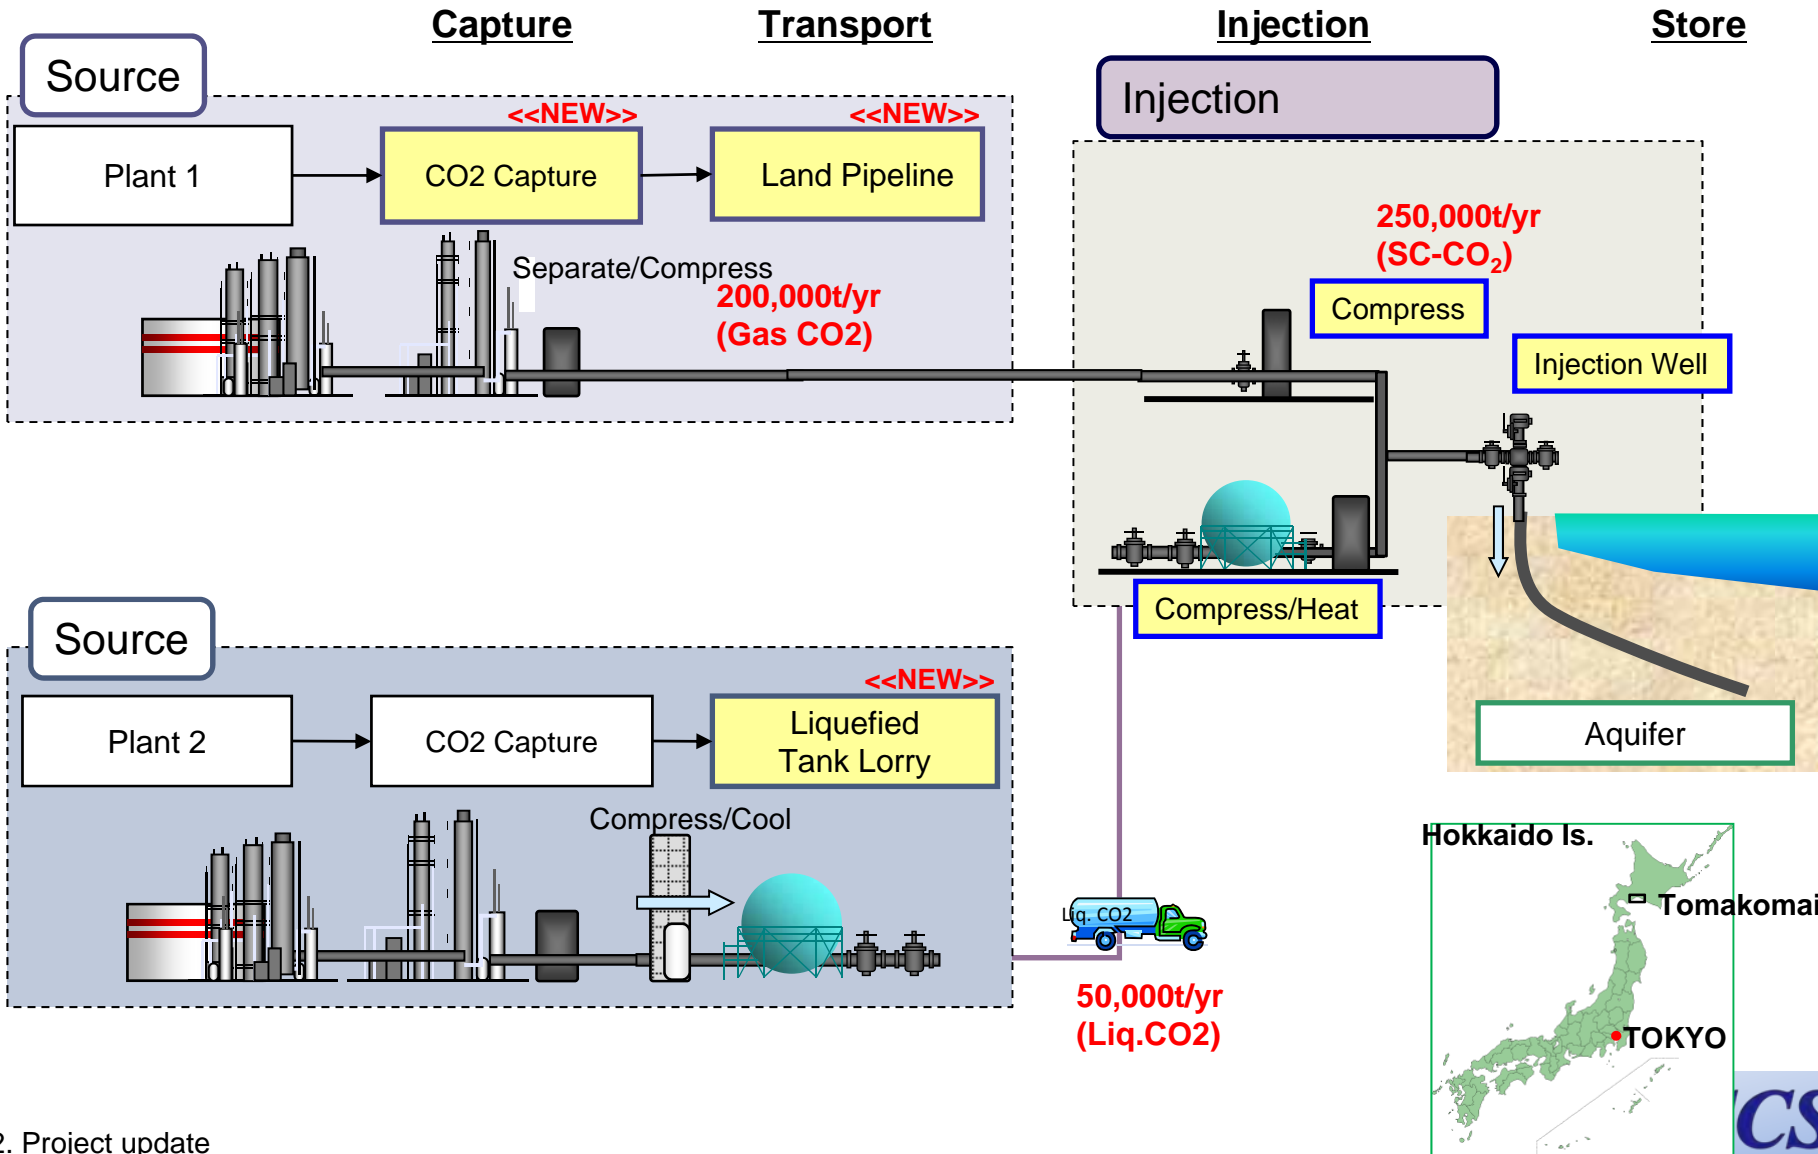 Capture
Transport
Injection
Store
Source
Injection
<<NEW>>
<<NEW>>
Plant 1
CO2 Capture
Land Pipeline
Separate/Compress
200,000t/yr
(Gas CO2)
250,000t/yr
(SC-CO2)
Compress
Injection Well
Compress/Heat
Source
<<NEW>>
Plant 2
CO2 Capture
Liquefied
Tank Lorry
Aquifer
Compress/Cool
Liq. CO2
50,000t/yr
(Liq.CO2)
Hokkaido Is.
Tomakomai
TOKYO
CS
2. Project update